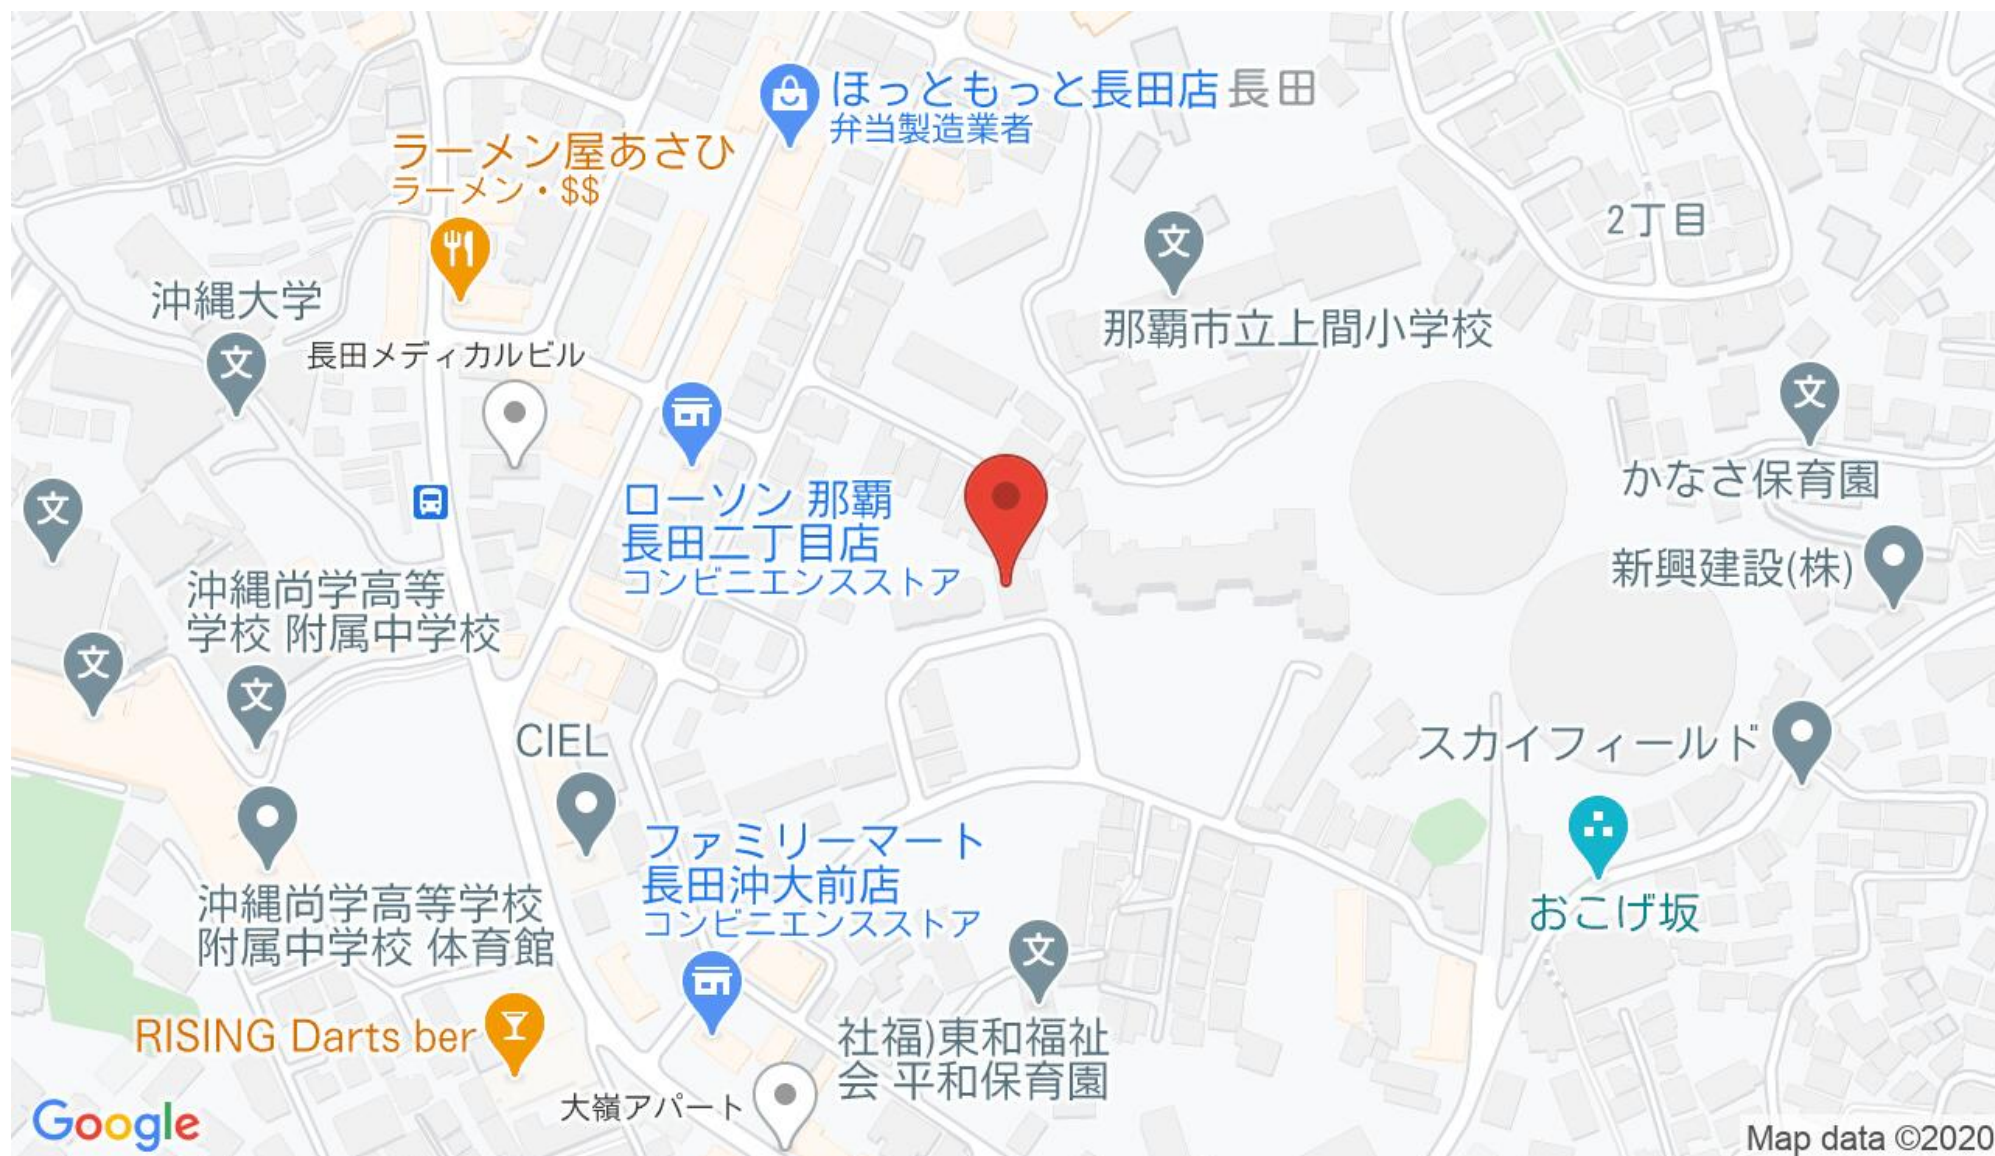 ほっともっと長田店
弁当製造業者
長田
ラーメン屋あさひ
ラーメン・$$
2丁目
文
沖縄大学
文
那覇市立上間小学校
長田メディカルビル
文
かなさ保育園
文
ローソン 那覇
長田二丁目店
コンビニエンスストア
新興建設(株)
沖縄尚学高等
学校 附属中学校
文
文
CIEL
スカイフィールド
ファミリーマート
長田沖大前店
コンビニエンスストア
沖縄尚学高等学校
附属中学校 体育館
おこげ坂
文
RISING Darts ber
社福)東和福祉
会 平和保育園
大嶺アパート
Google
Map data ©2020